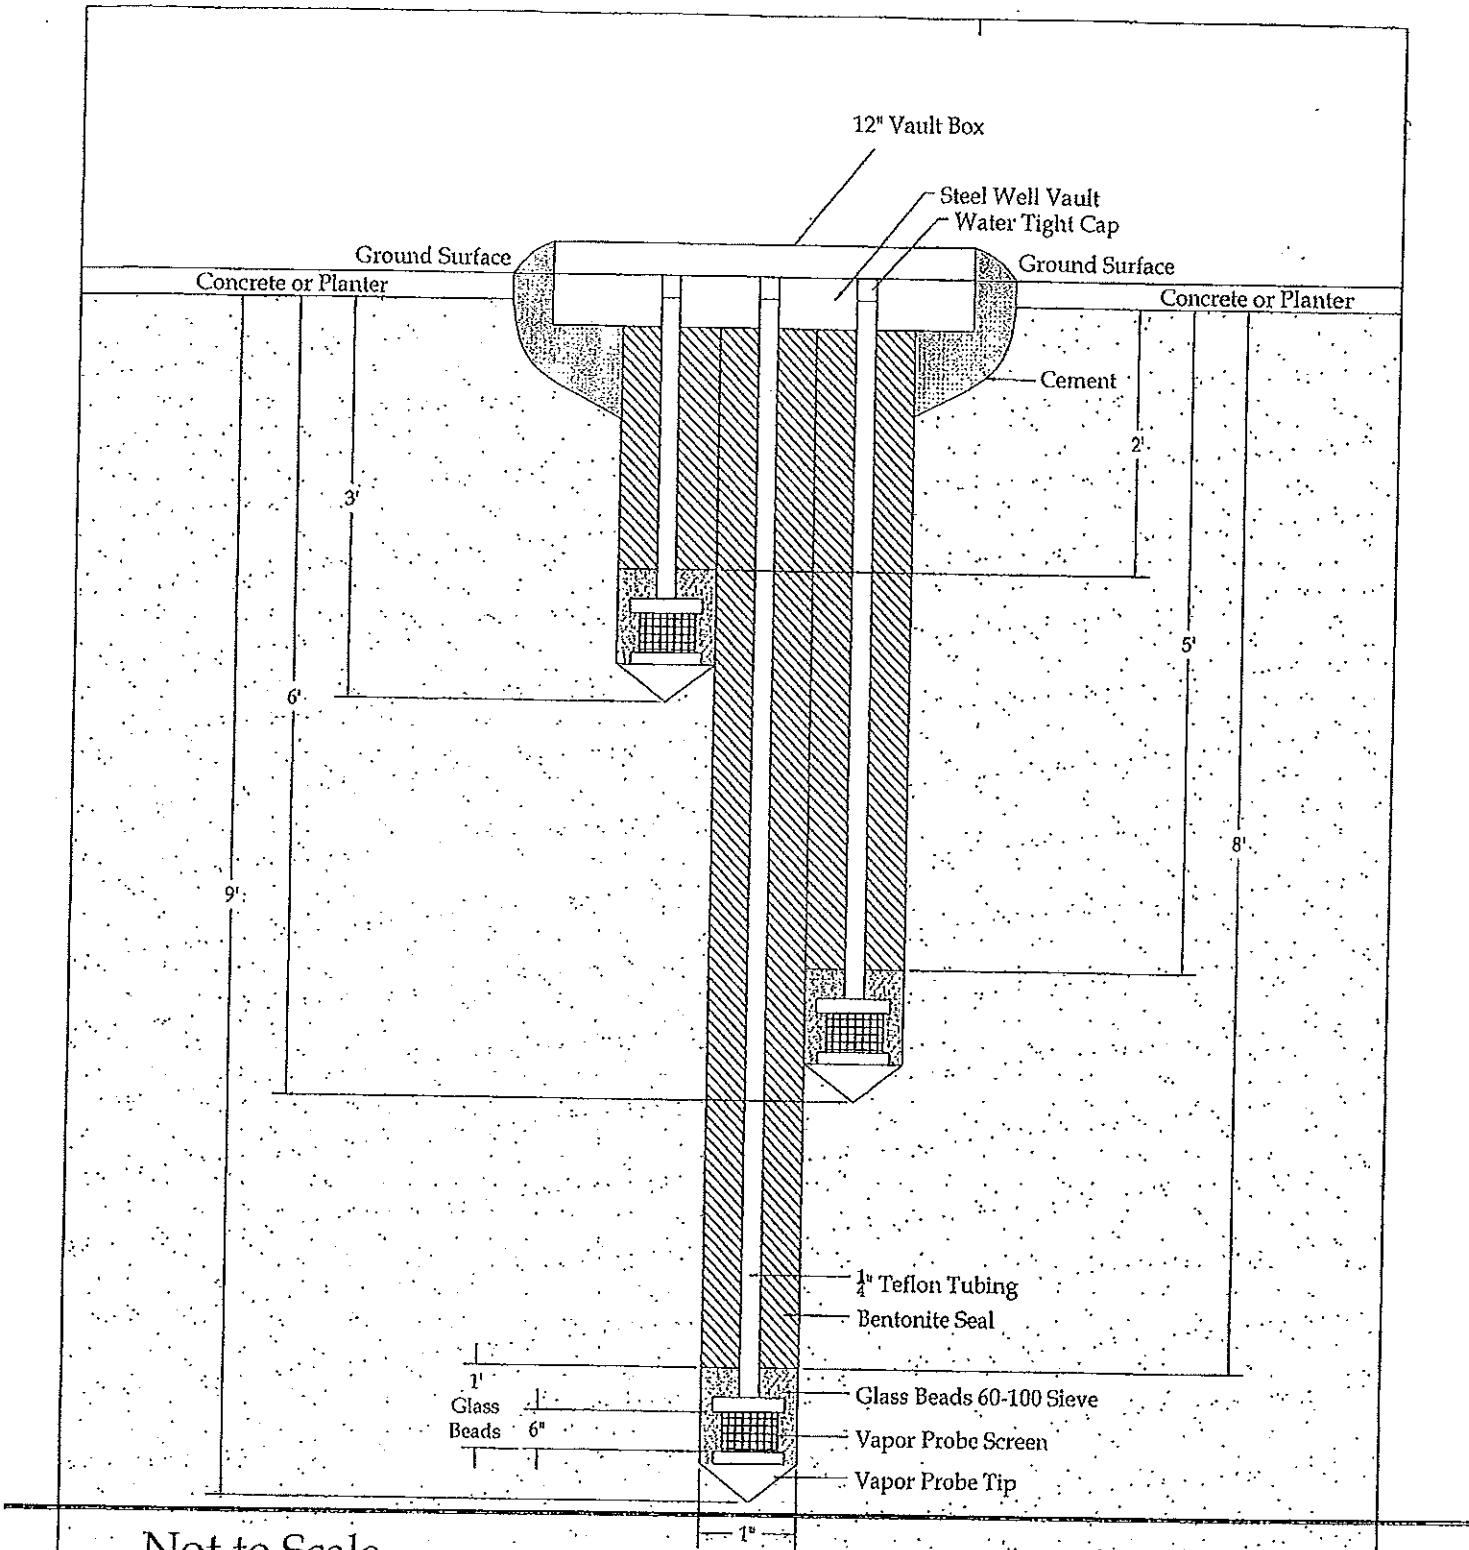 12" Vault Box
Steel Well Vault
Water Tight Cap
Ground Surface
Ground Surface
Concrete or Planter
Concrete or Planter
Cement
2'
3'
5'
6'
8'
9'
1/4" Teflon Tubing
Bentonite Seal
1'
Glass
Beads
6"
Glass Beads 60-100 Sieve
Vapor Probe Screen
Vapor Probe Tip
1"
Not to Scale